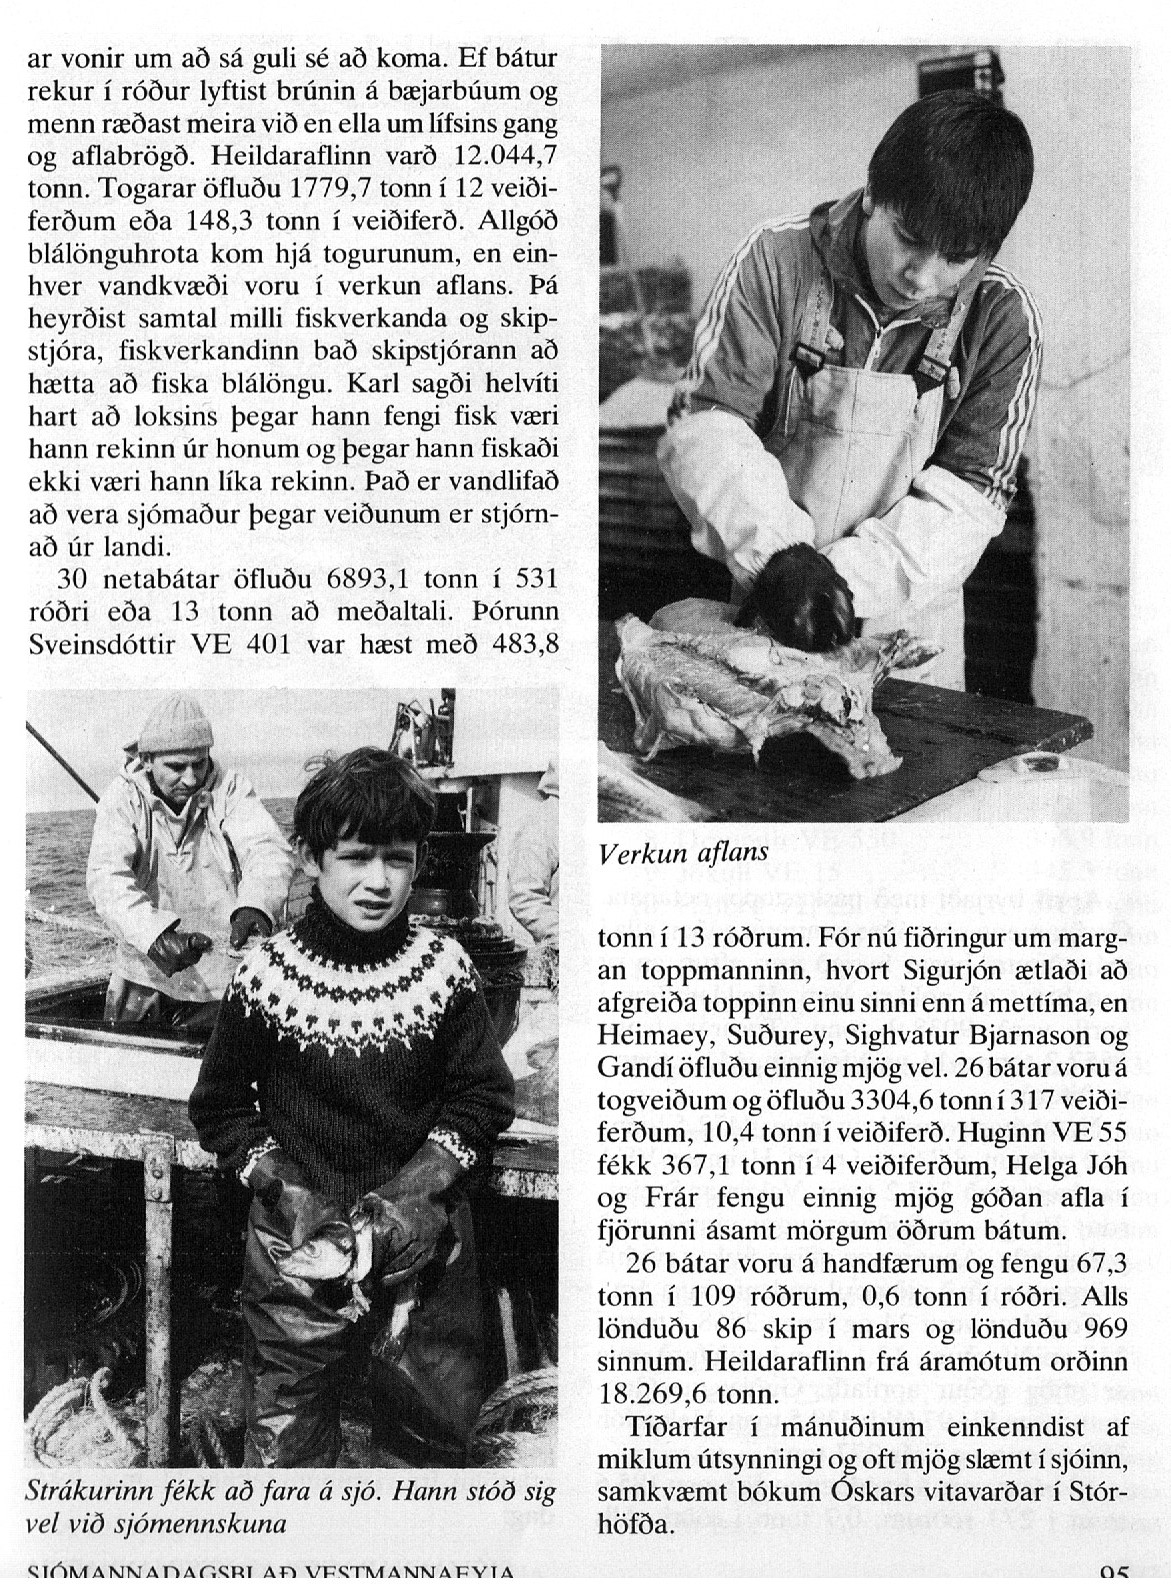 ar vonir um að sá guli sé að koma. Ef bátur
rekur í róður lyftist brúnin á bæjarbúum og
menn ræðast meira við en ella um lífsins gang
og aflabrögð. Heildaraflinn varð 12.044,7
tonn. Togarar öfluðu 1779,7 tonn í 12 veiði-
ferðum eða 148,3 tonn í veiðiferð. Allgóð
blálönguhrota kom hjá togurunum, en ein-
hver vandkvæði voru í verkun aflans. Þá
heyrðist samtal milli fiskverkanda og skip-
stjóra, fiskverkandinn bað skipstjórann að
hætta að fiska blálöngu. Karl sagði helvíti
hart að loksins þegar hann fengi fisk væri
hann rekinn úr honum og þegar hann fiskaði
ekki væri hann líka rekinn. Það er vandlifað
að vera sjómaður þegar veiðunum er stjórn-
að úr landi.
30 netabátar öfluðu 6893,1 tonn í 531
róðri eða 13 tonn að meðaltali. Þórunn
Sveinsdóttir VE 401 var hæst með 483,8
Strákurinn fékk að fara á sjó. Hann stóð sig
vel við sjómennskuna
Verkun aflans
tonn í 13 róðrum. Fór nú fiðringur um marg-
an toppmanninn, hvort Sigurjón ætlaði að
afgreiða toppinn einu sinni enn á mettíma, en
Heimaey, Suðurey, Sighvatur Bjarnason og
Gandí öfluðu einnig mjög vel. 26 bátar voru á
togveiðum og öfluðu 3304,6 tonn í 317 veiði-
ferðum, 10,4 tonn í veiðiferð. Huginn VE 55
fékk 367,1 tonn í 4 veiðiferðum, Helga Jóh
og Frár fengu einnig mjög góðan afla í
fjörunni ásamt mörgum öðrum bátum.
26 bátar voru á handfærum og fengu 67,3
tonn í 109 róðrum, 0,6 tonn í róðri. Alls
lönduðu 86 skip í mars og lönduðu 969
sinnum. Heildaraflinn frá áramótum orðinn
18.269,6 tonn.
Tíðarfar í mánuðinum einkenndist af
miklum útsynningi og oft mjög slæmt í sjóinn,
samkvæmt bókum Óskars vitavarðar í Stór-
höfða.
SJÓMANNADAGSBLAÐ VESTMANNAEYJA
95